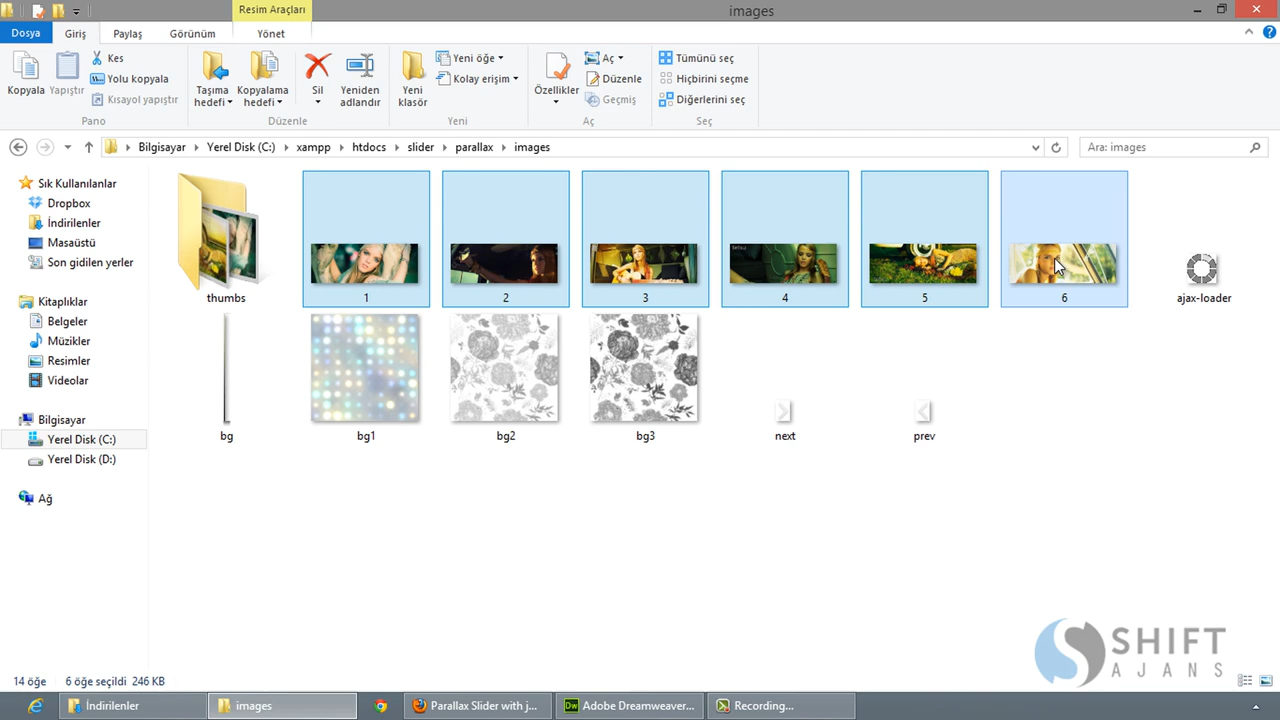 Resim Araçları
images
Dosya
Giriş
Paylaş
Görünüm
Yönet
Kopyala
Yapıştır
Kes
Yolu kopyala
Kısayol yapıştır
Pano
Taşıma hedefi
Kopyalama hedefi
Sil
Yeniden adlandır
Düzenle
Yeni klasör
Yeni öğe
Kolay erişim
Yeni
Özellikler
Aç
Düzenle
Geçmiş
Aç
Tümünü seç
Hiçbirini seçme
Diğerlerini seç
Seç
Bilgisayar
Yerel Disk (C:)
xampp
htdocs
slider
parallax
images
Ara: images
Sık Kullanılanlar
Dropbox
İndirilenler
Masaüstü
Son gidilen yerler
Kitaplıklar
Belgeler
Müzikler
Resimler
Videolar
Bilgisayar
Yerel Disk (C:)
Yerel Disk (D:)
Ağ
thumbs
1
2
3
4
5
6
ajax-loader
bg
bg1
bg2
bg3
next
prev
SHIFT
AJANS
14 öğe
6 öğe seçildi 246 KB
İndirilenler
images
Parallax Slider with j...
Dw
Adobe Dreamweaver...
Recording...